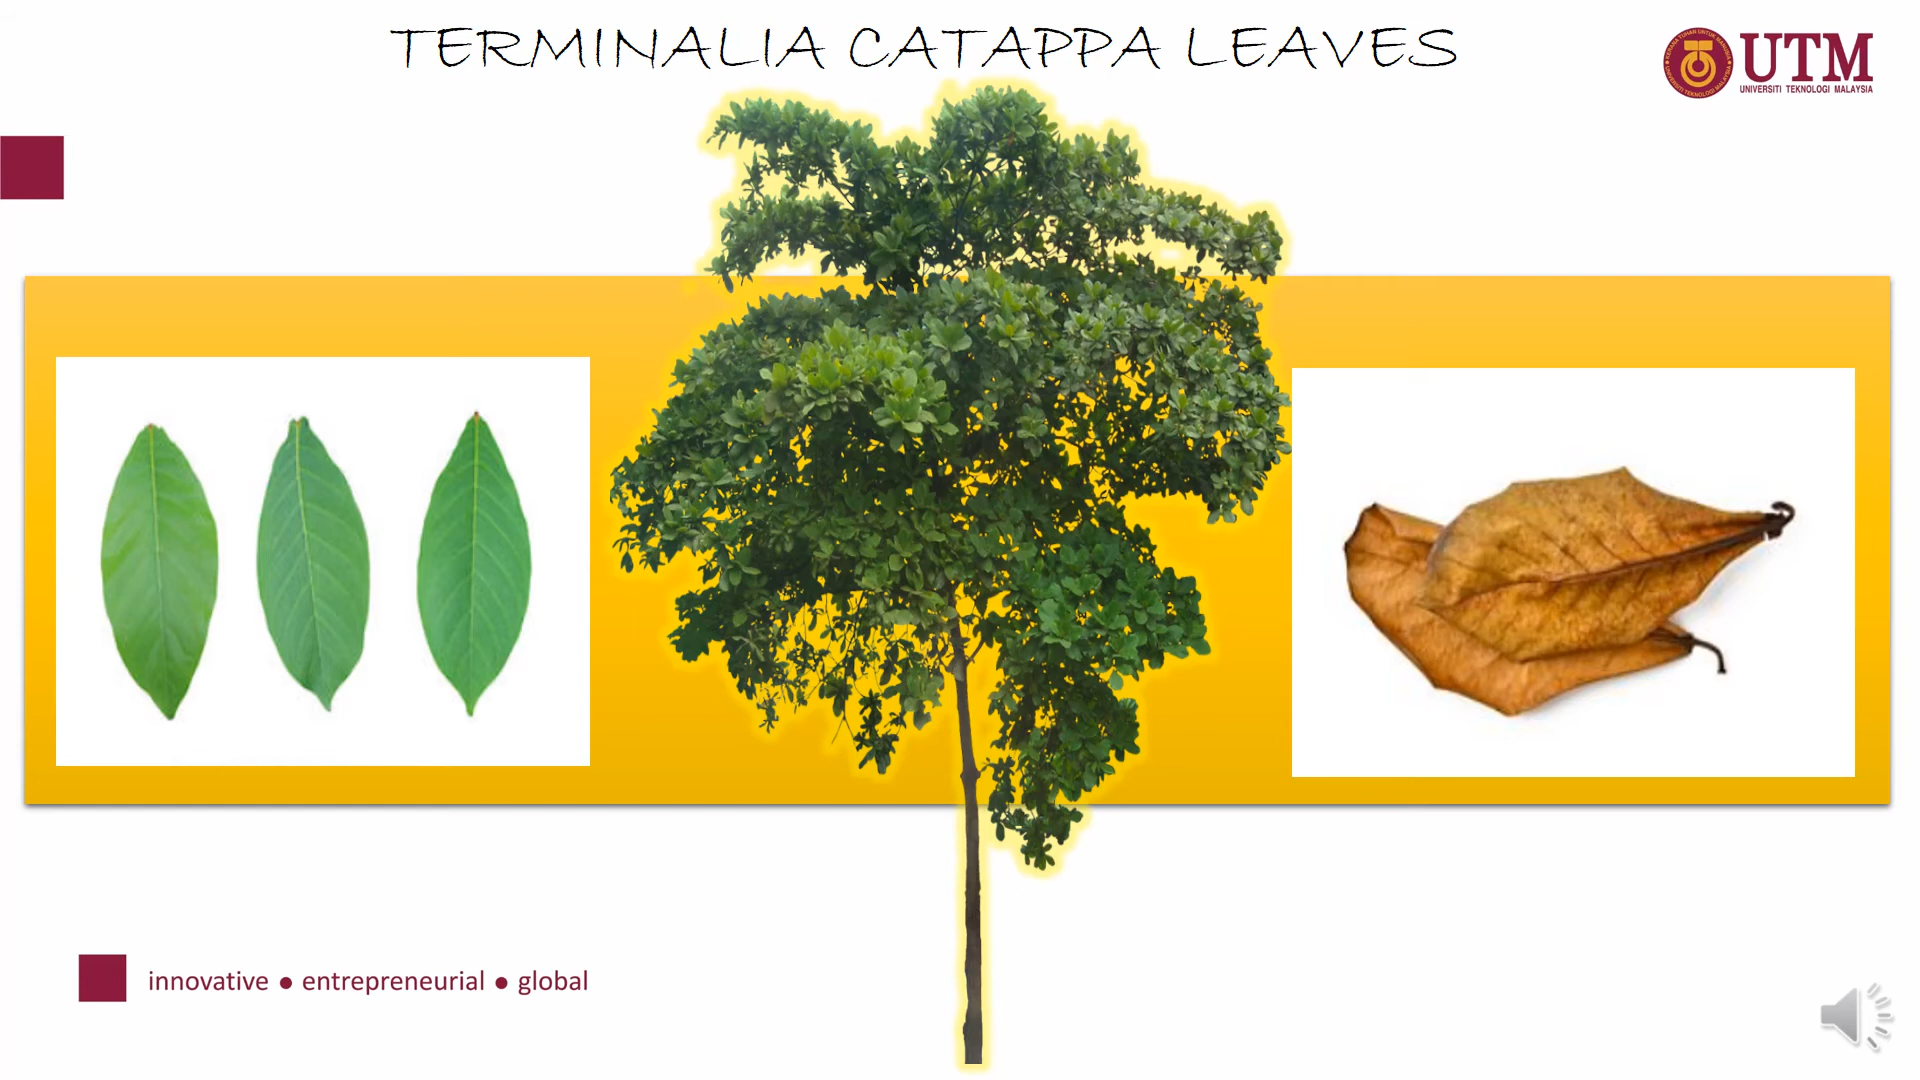 TERMINALIA CATAPPA LEAVES
UTM
UNIVERSITI TEKNOLOGI MALAYSIA
innovative ● entrepreneurial ● global